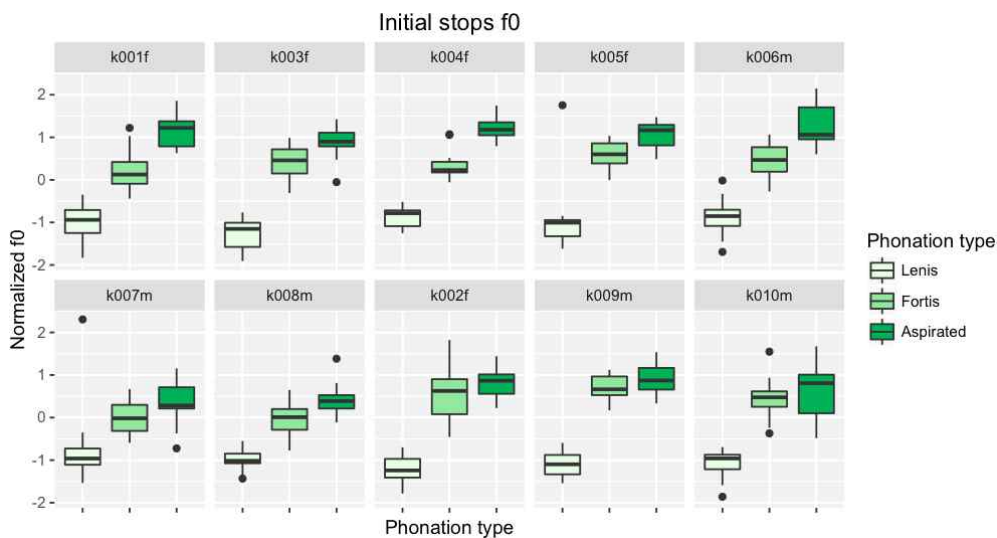 Initial stops f0
k001f k003f k004f k005f k006m
2
1
0
-1
-2
k007m k008m k002f k009m k010m
2
1
0
-1
-2
Normalized f0
Phonation type
Phonation type
Lenis
Fortis
Aspirated